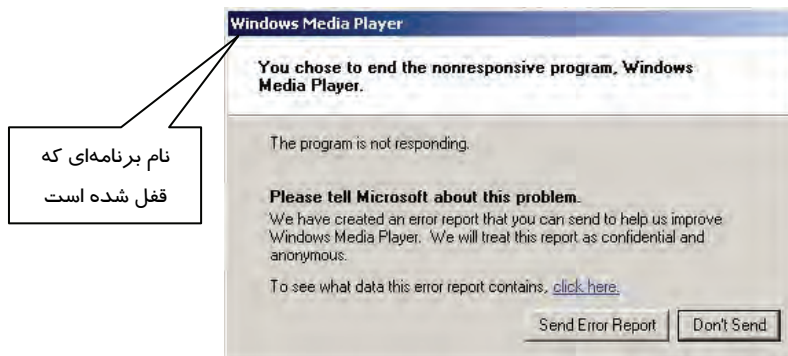 Windows Media Player
You chose to end the nonresponsive program, Windows
Media Player.
The program is not responding.
نام برنامه‌ای که
قفل شده است
Please tell Microsoft about this problem.
We have created an error report that you can send to help us improve
Windows Media Player. We will treat this report as confidential and
anonymous.
To see what data this error report contains, click here.
Send Error Report
Don't Send